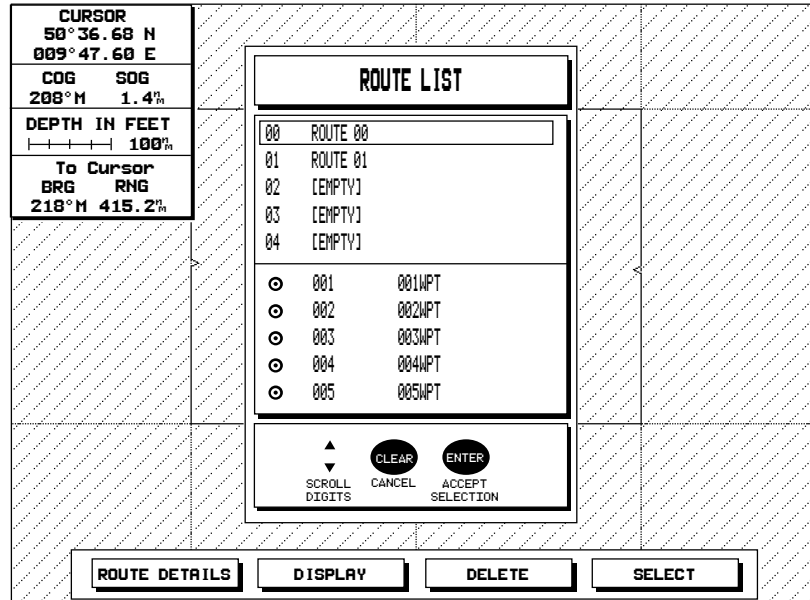 CURSOR
50°36.68 N
009°47.60 E
COG SOG
208°M 1.4nm
DEPTH IN FEET
100nm
To Cursor
BRG RNG
218°M 415.2nm
ROUTE LIST
00 ROUTE 00
01 ROUTE 01
02 [EMPTY]
03 [EMPTY]
04 [EMPTY]
001 001WPT
002 002WPT
003 003WPT
004 004WPT
005 005WPT
CLEAR ENTER
SCROLL DIGITS
CANCEL
ACCEPT SELECTION
ROUTE DETAILS DISPLAY DELETE SELECT